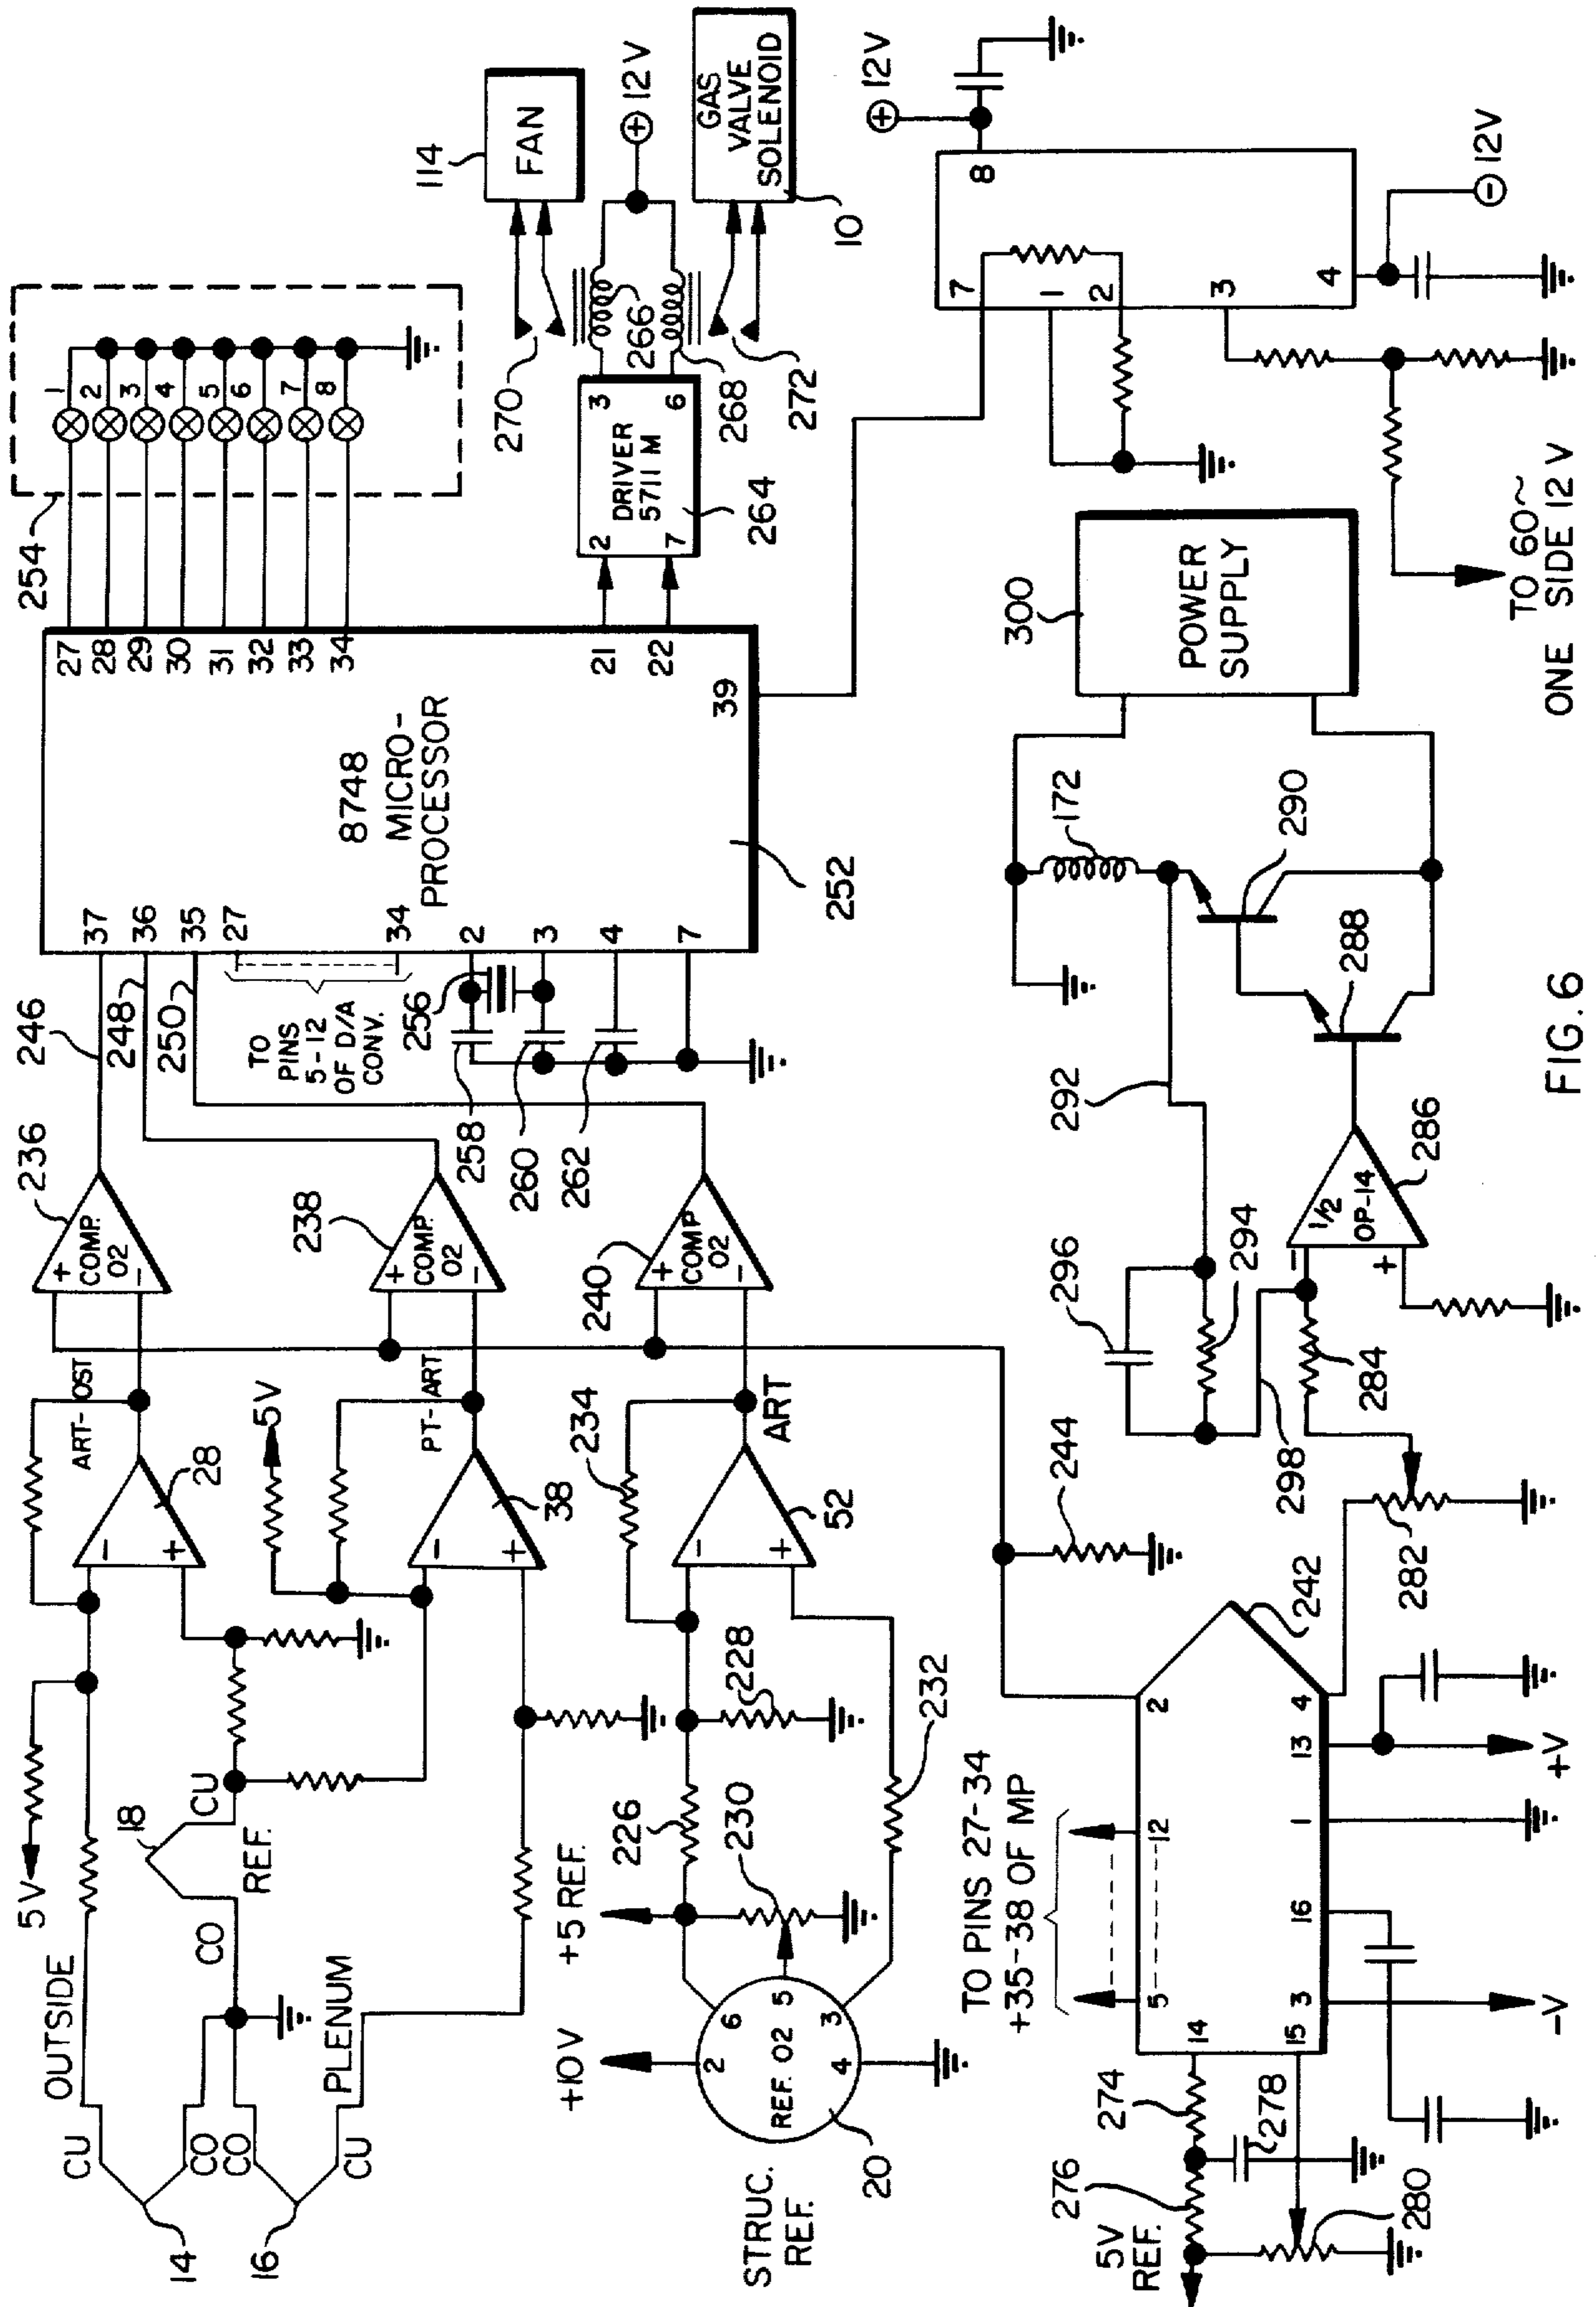 254
1
2
3
4
5
6
7
8
114
FAN
12V
+
270
266
268
272
GAS
VALVE
SOLENOID
10
DRIVER
5711 M
2
7
3
6
264
27
28
29
30
31
32
33
34
21
22
39
8748
MICRO-
PROCESSOR
252
37
36
35
27
34
2
3
4
7
246
248
250
TO
PINS
5-12
OF D/A
CONV.
256
258
260
262
236
+
COMP.
02
-
238
+
COMP.
02
-
240
+
COMP
02
-
ART-OST
28
-
+
5V
PT-ART
38
-
+
234
ART
52
-
+
5V
OUTSIDE
CU
CO
CO
CU
PLENUM
14
16
18
CU
REF.
CO
226
228
230
232
+5 REF.
+10V
2
6
5
3
4
REF. 02
20
STRUC.
REF.
244
TO PINS 27-34
+35-38 OF MP
5
12
2
4
13
1
16
3
15
14
242
+V
-V
274
276
278
280
5V
REF.
282
284
298
294
296
292
-
+
1/2
OP-14
286
288
290
172
300
POWER
SUPPLY
+ 12V
8
7
1
2
3
4
- 12V
TO 60~
ONE SIDE 12 V
FIG. 6